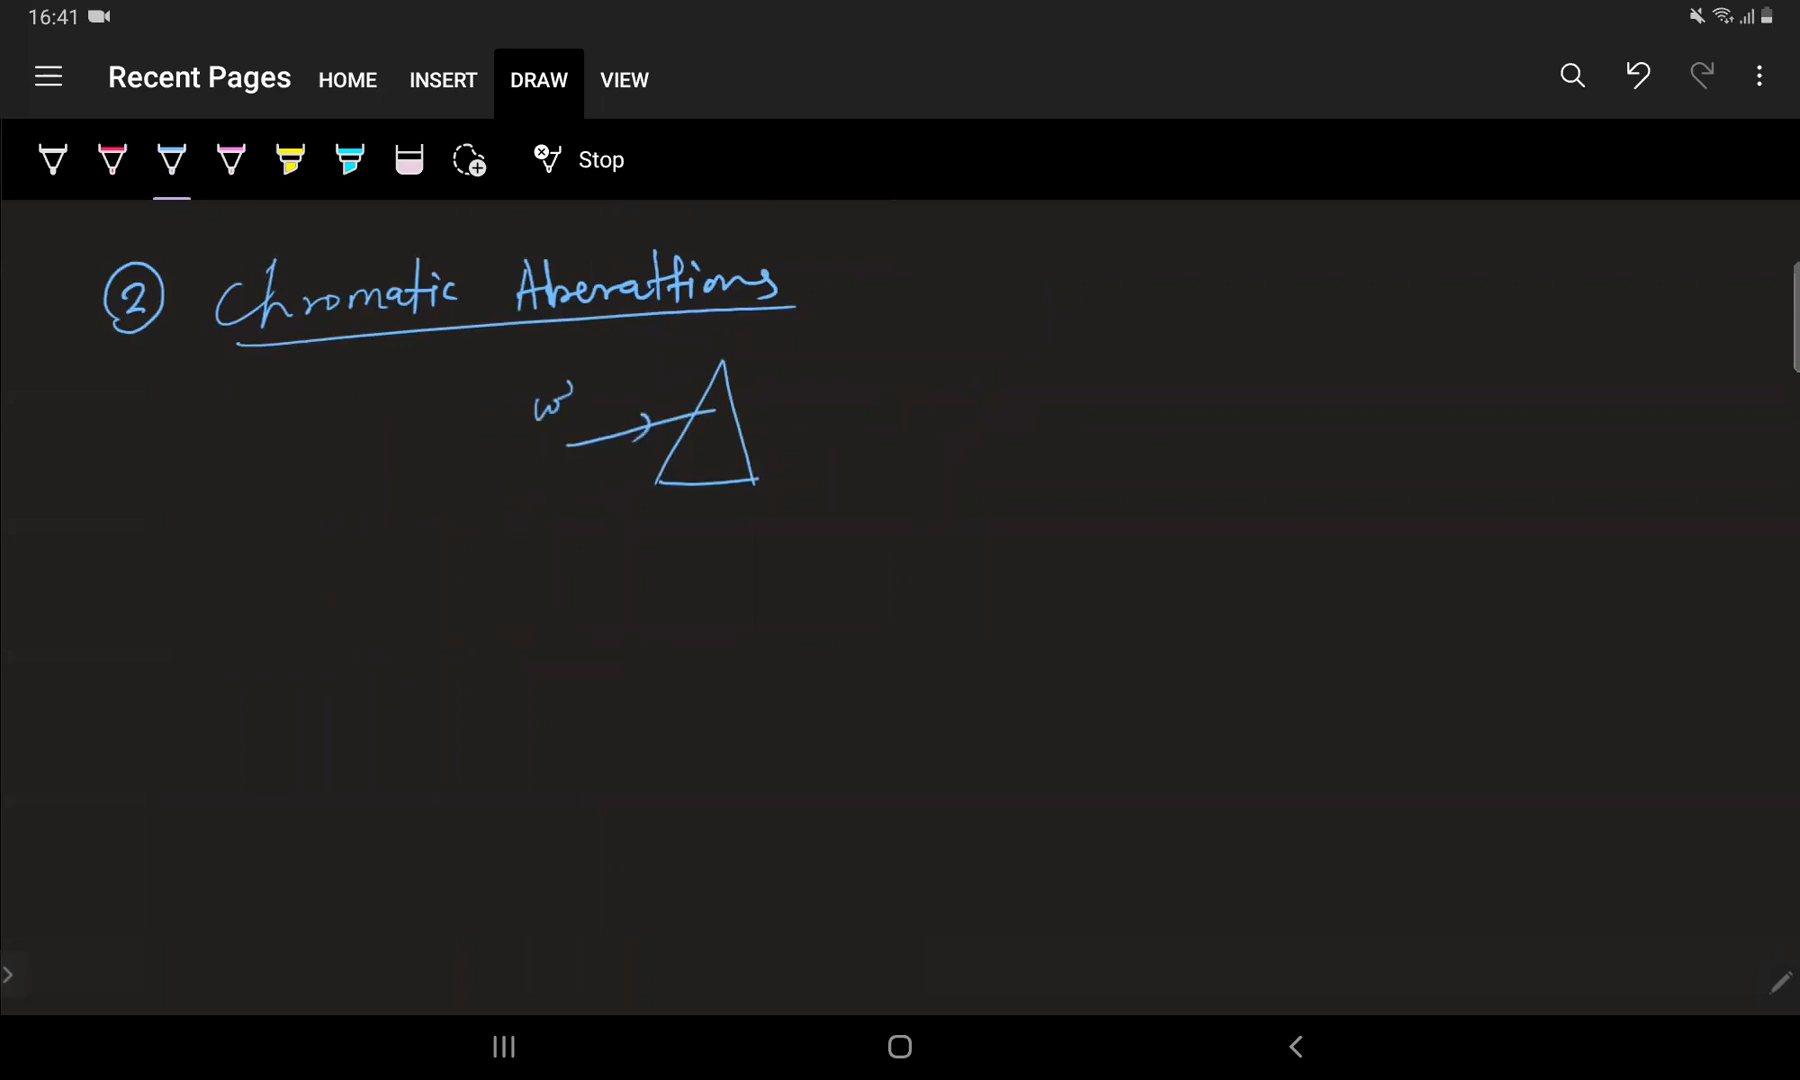 16:41
Recent Pages HOME INSERT DRAW VIEW
Stop
② Chromatic Aberattions
W